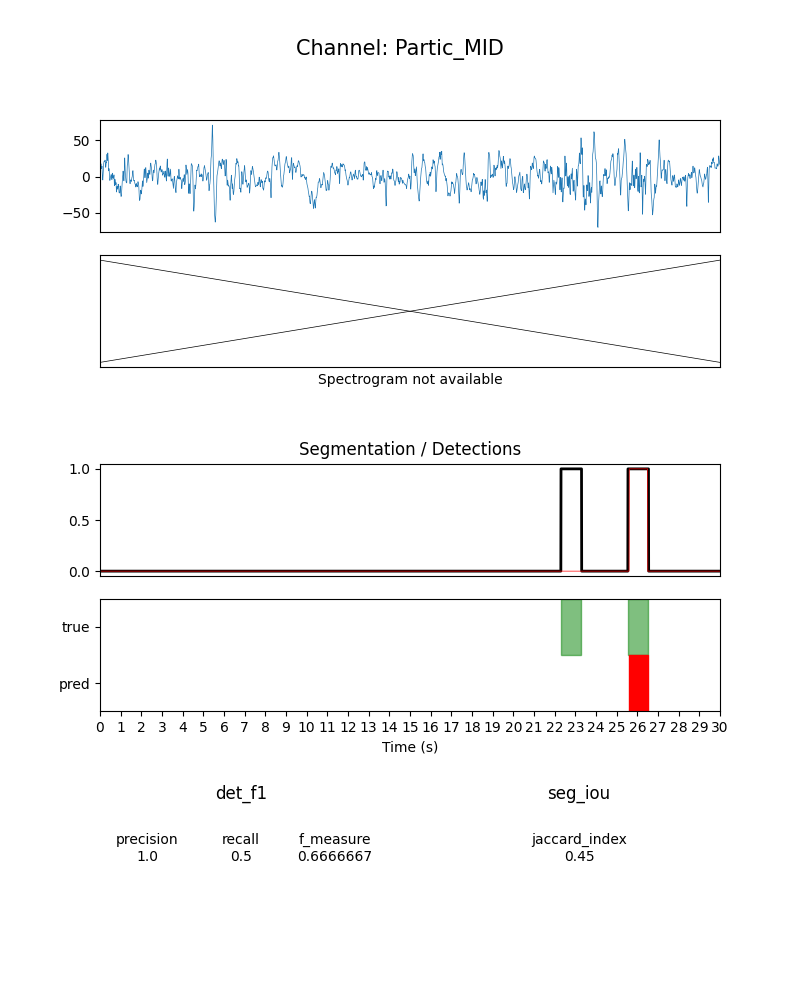 Channel: Partic_MID
50
0
−50
Spectrogram not available
Segmentation / Detections
1.0
0.5
0.0
true
pred
0 1 2 3 4 5 6 7 8 9 10 11 12 13 14 15 16 17 18 19 20 21 22 23 24 25 26 27 28 29 30
Time (s)
det_f1 seg_iou
precision recall f_measure jaccard_index
1.0 0.5 0.6666667 0.45